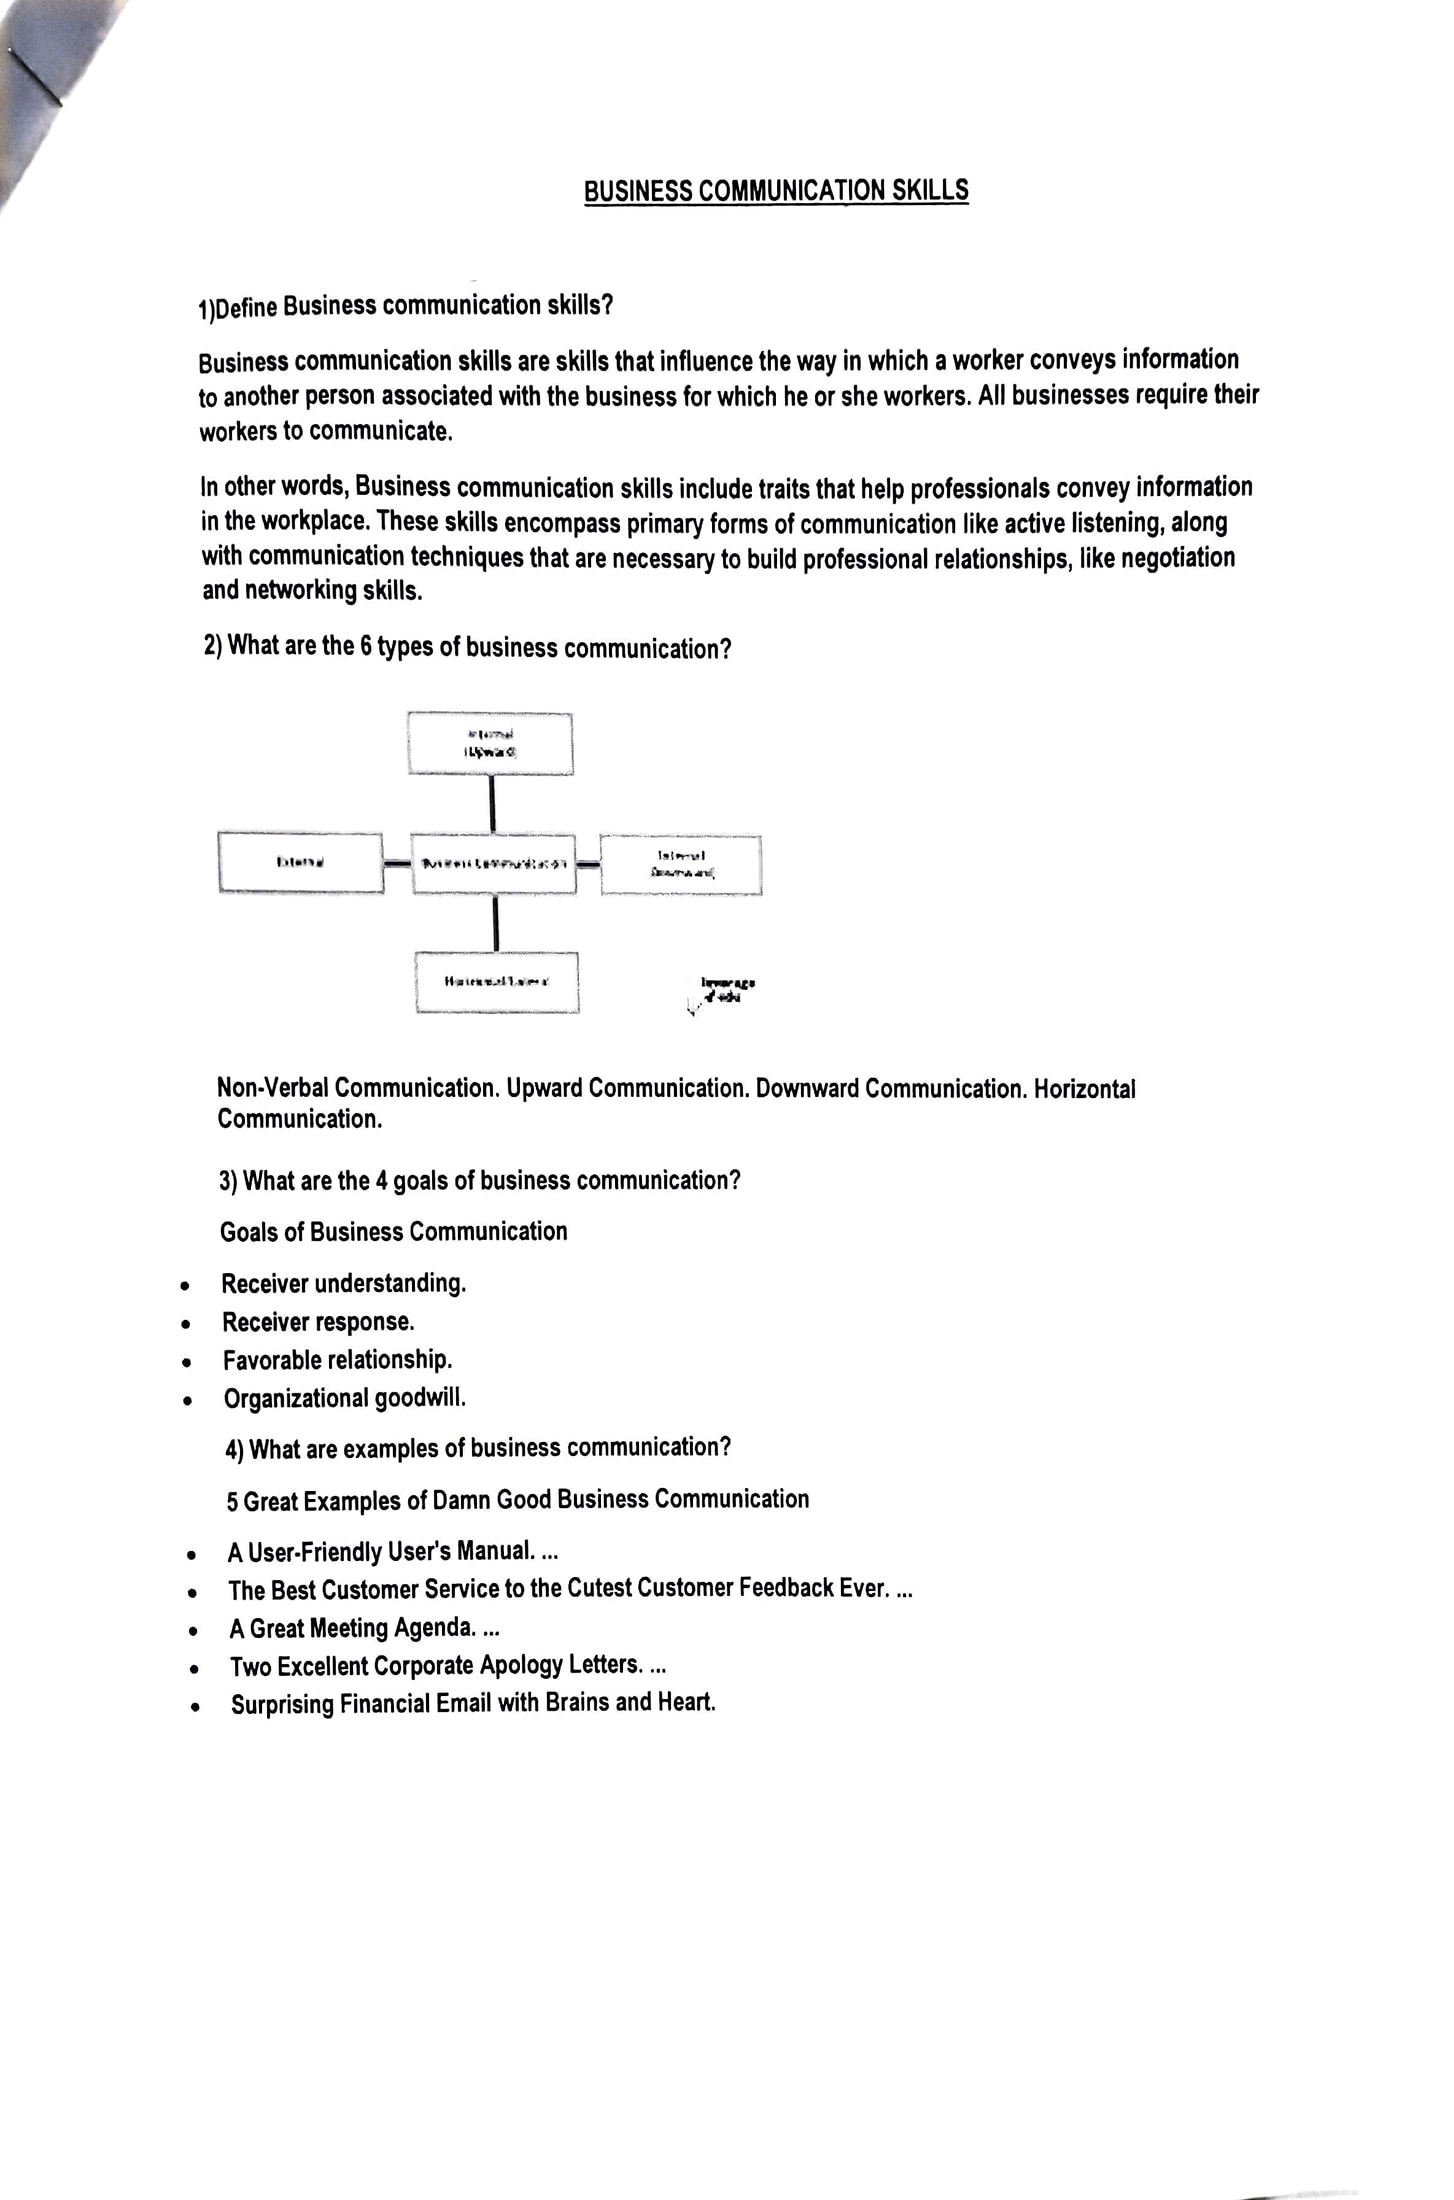 BUSINESS COMMUNICATION SKILLS
1)Define Business communication skills?
Business communication skills are skills that influence the way in which a worker conveys information
to another person associated with the business for which he or she workers. All businesses require their
workers to communicate.
In other words, Business communication skills include traits that help professionals convey information
in the workplace. These skills encompass primary forms of communication like active listening, along
with communication techniques that are necessary to build professional relationships, like negotiation
and networking skills.
2) What are the 6 types of business communication?
Internal
(Upward)
External
Business Communication
Internal
(Downward)
Horizontal/Lateral
leverage
edu
Non-Verbal Communication. Upward Communication. Downward Communication. Horizontal
Communication.
3) What are the 4 goals of business communication?
Goals of Business Communication
• Receiver understanding.
• Receiver response.
• Favorable relationship.
• Organizational goodwill.
4) What are examples of business communication?
5 Great Examples of Damn Good Business Communication
• A User-Friendly User's Manual. ...
• The Best Customer Service to the Cutest Customer Feedback Ever. ...
• A Great Meeting Agenda. ...
• Two Excellent Corporate Apology Letters. ...
• Surprising Financial Email with Brains and Heart.